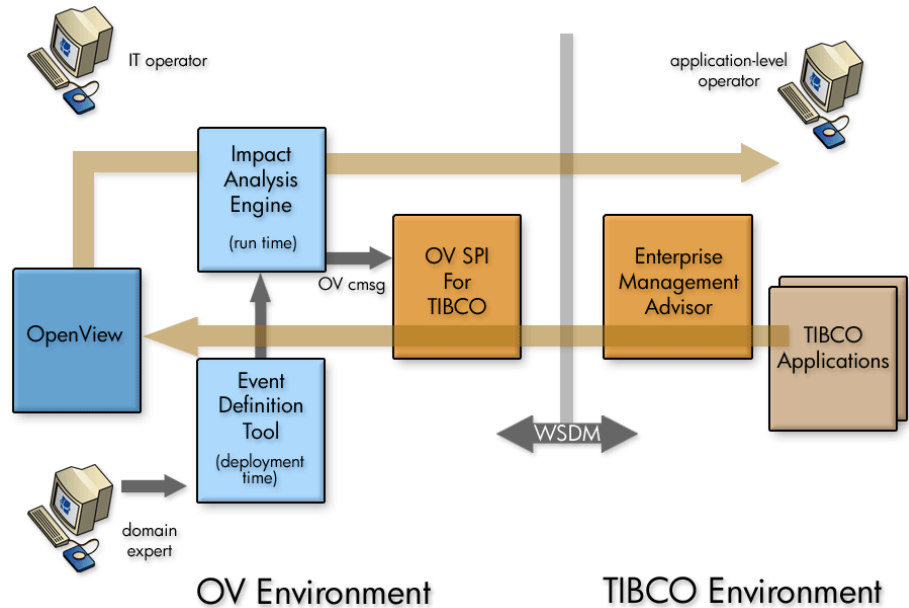 IT operator
application-level
operator
Impact
Analysis
Engine
(run time)
OV cmsg
OV SPI
For
TIBCO
Enterprise
Management
Advisor
OpenView
TIBCO
Applications
Event
Definition
Tool
(deployment
time)
WSDM
domain
expert
OV Environment
TIBCO Environment